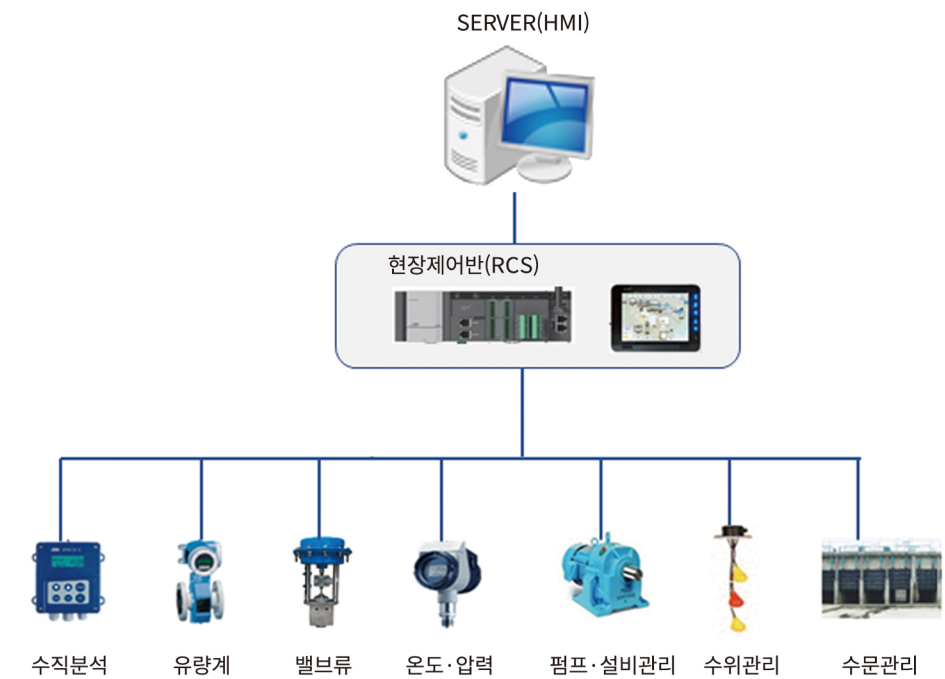 SERVER(HMI)
현장제어반(RCS)
수직분석
유량계
밸브류
온도·압력
펌프·설비관리
수위관리
수문관리